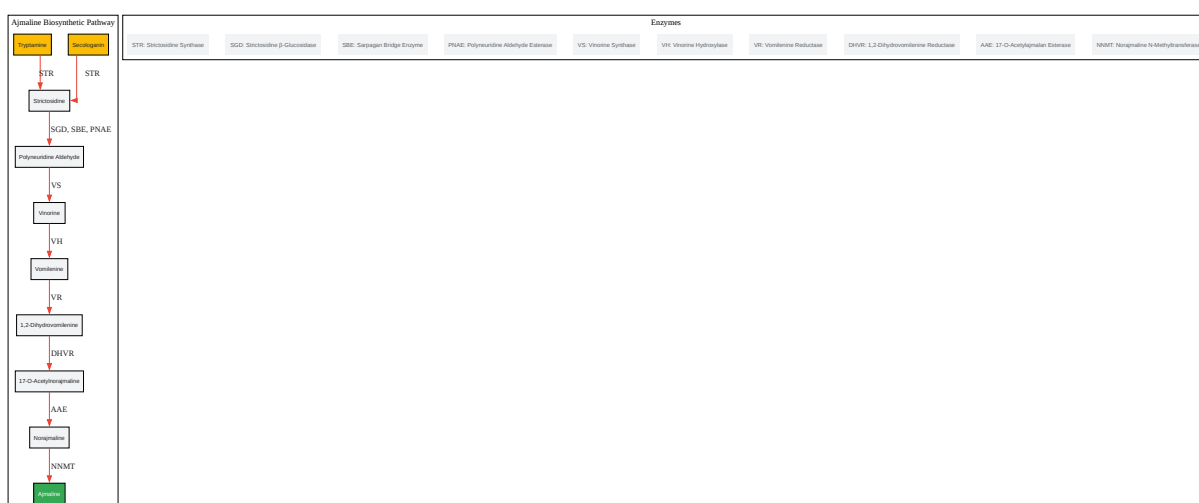 Ajmaline Biosynthetic Pathway
Tryptamine
Secologanin
STR
STR
Strictosidine
SGD, SBE, PNAE
Polyneuridine Aldehyde
VS
Vinorine
VH
Vomilenine
VR
1,2-Dihydrovomilenine
DHVR
17-O-Acetylnorajmaline
AAE
Norajmaline
NNMT
Ajmaline
Enzymes
STR: Strictosidine Synthase
SGD: Strictosidine β-Glucosidase
SBE: Sarpagan Bridge Enzyme
PNAE: Polyneuridine Aldehyde Esterase
VS: Vinorine Synthase
VH: Vinorine Hydroxylase
VR: Vomilenine Reductase
DHVR: 1,2-Dihydrovomilenine Reductase
AAE: 17-O-Acetylajmalan Esterase
NNMT: Norajmaline N-Methyltransferase